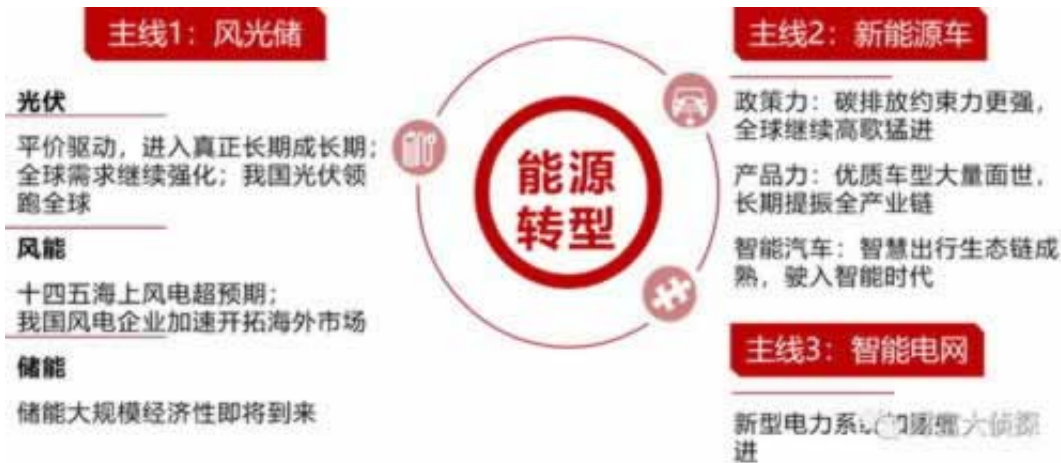 主线1：风光储
光伏
平价驱动，进入真正长期成长期；
全球需求继续强化；我国光伏领
跑全球
风能
十四五海上风电超预期；
我国风电企业加速开拓海外市场
储能
储能大规模经济性即将到来
能源
转型
主线2：新能源车
政策力：碳排放约束力更强，
全球继续高歌猛进
产品力：优质车型大量面世，
长期提振全产业链
智能汽车：智慧出行生态链成
熟，驶入智能时代
主线3：智能电网
新型电力系
大侦探
进